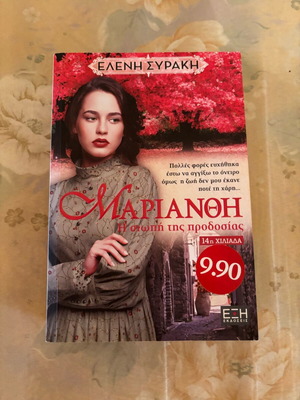 ΕΛΕΝΗ ΣΥΡΑΚΗ
Πολλές φορές ευχήθηκα
έστω να αγγίξω το όνειρο
όμως η ζωή δεν μου έκανε
ποτέ τη χάρη...
ΜΑΡΙΑΝΘΗ
Η σιωπή της προδοσίας
14η ΧΙΛΙΑΔΑ
9.90
ΕΞΗ
ΕΚΔΟΣΕΙΣ